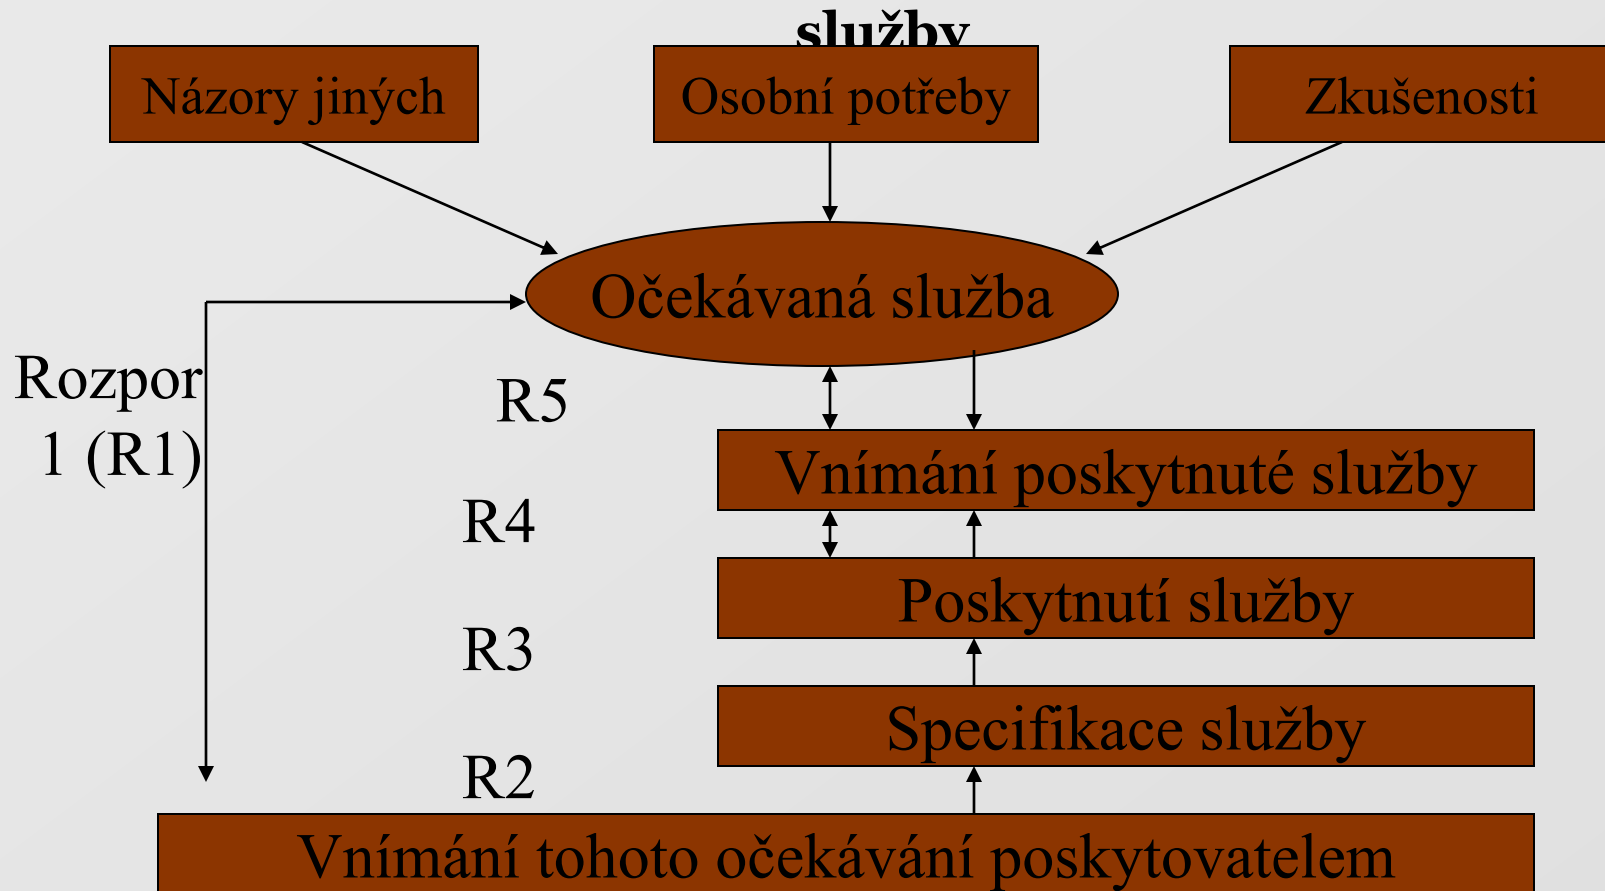 služby
Názory jiných
Osobní potřeby
Zkušenosti
Očekávaná služba
Rozpor
1 (R1)
R5
Vnímání poskytnuté služby
R4
Poskytnutí služby
R3
Specifikace služby
R2
Vnímání tohoto očekávání poskytovatelem